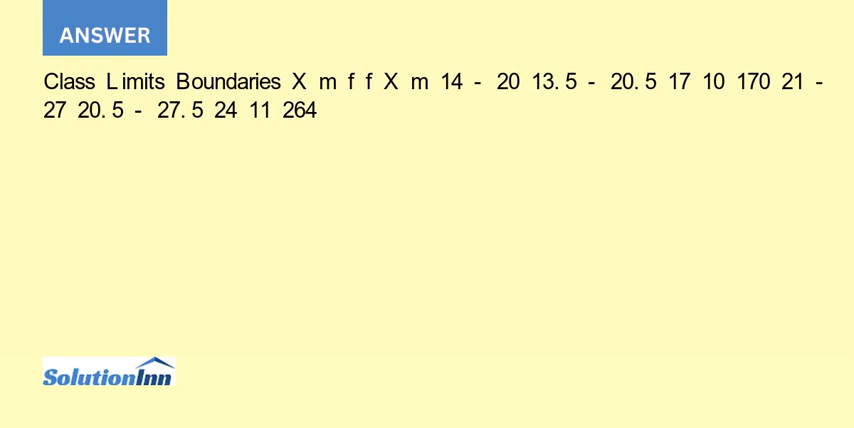 ANSWER
Class Limits Boundaries X m f f X m 14 - 20 13. 5 - 20. 5 17 10 170 21 -
27 20. 5 - 27. 5 24 11 264
SolutionInn